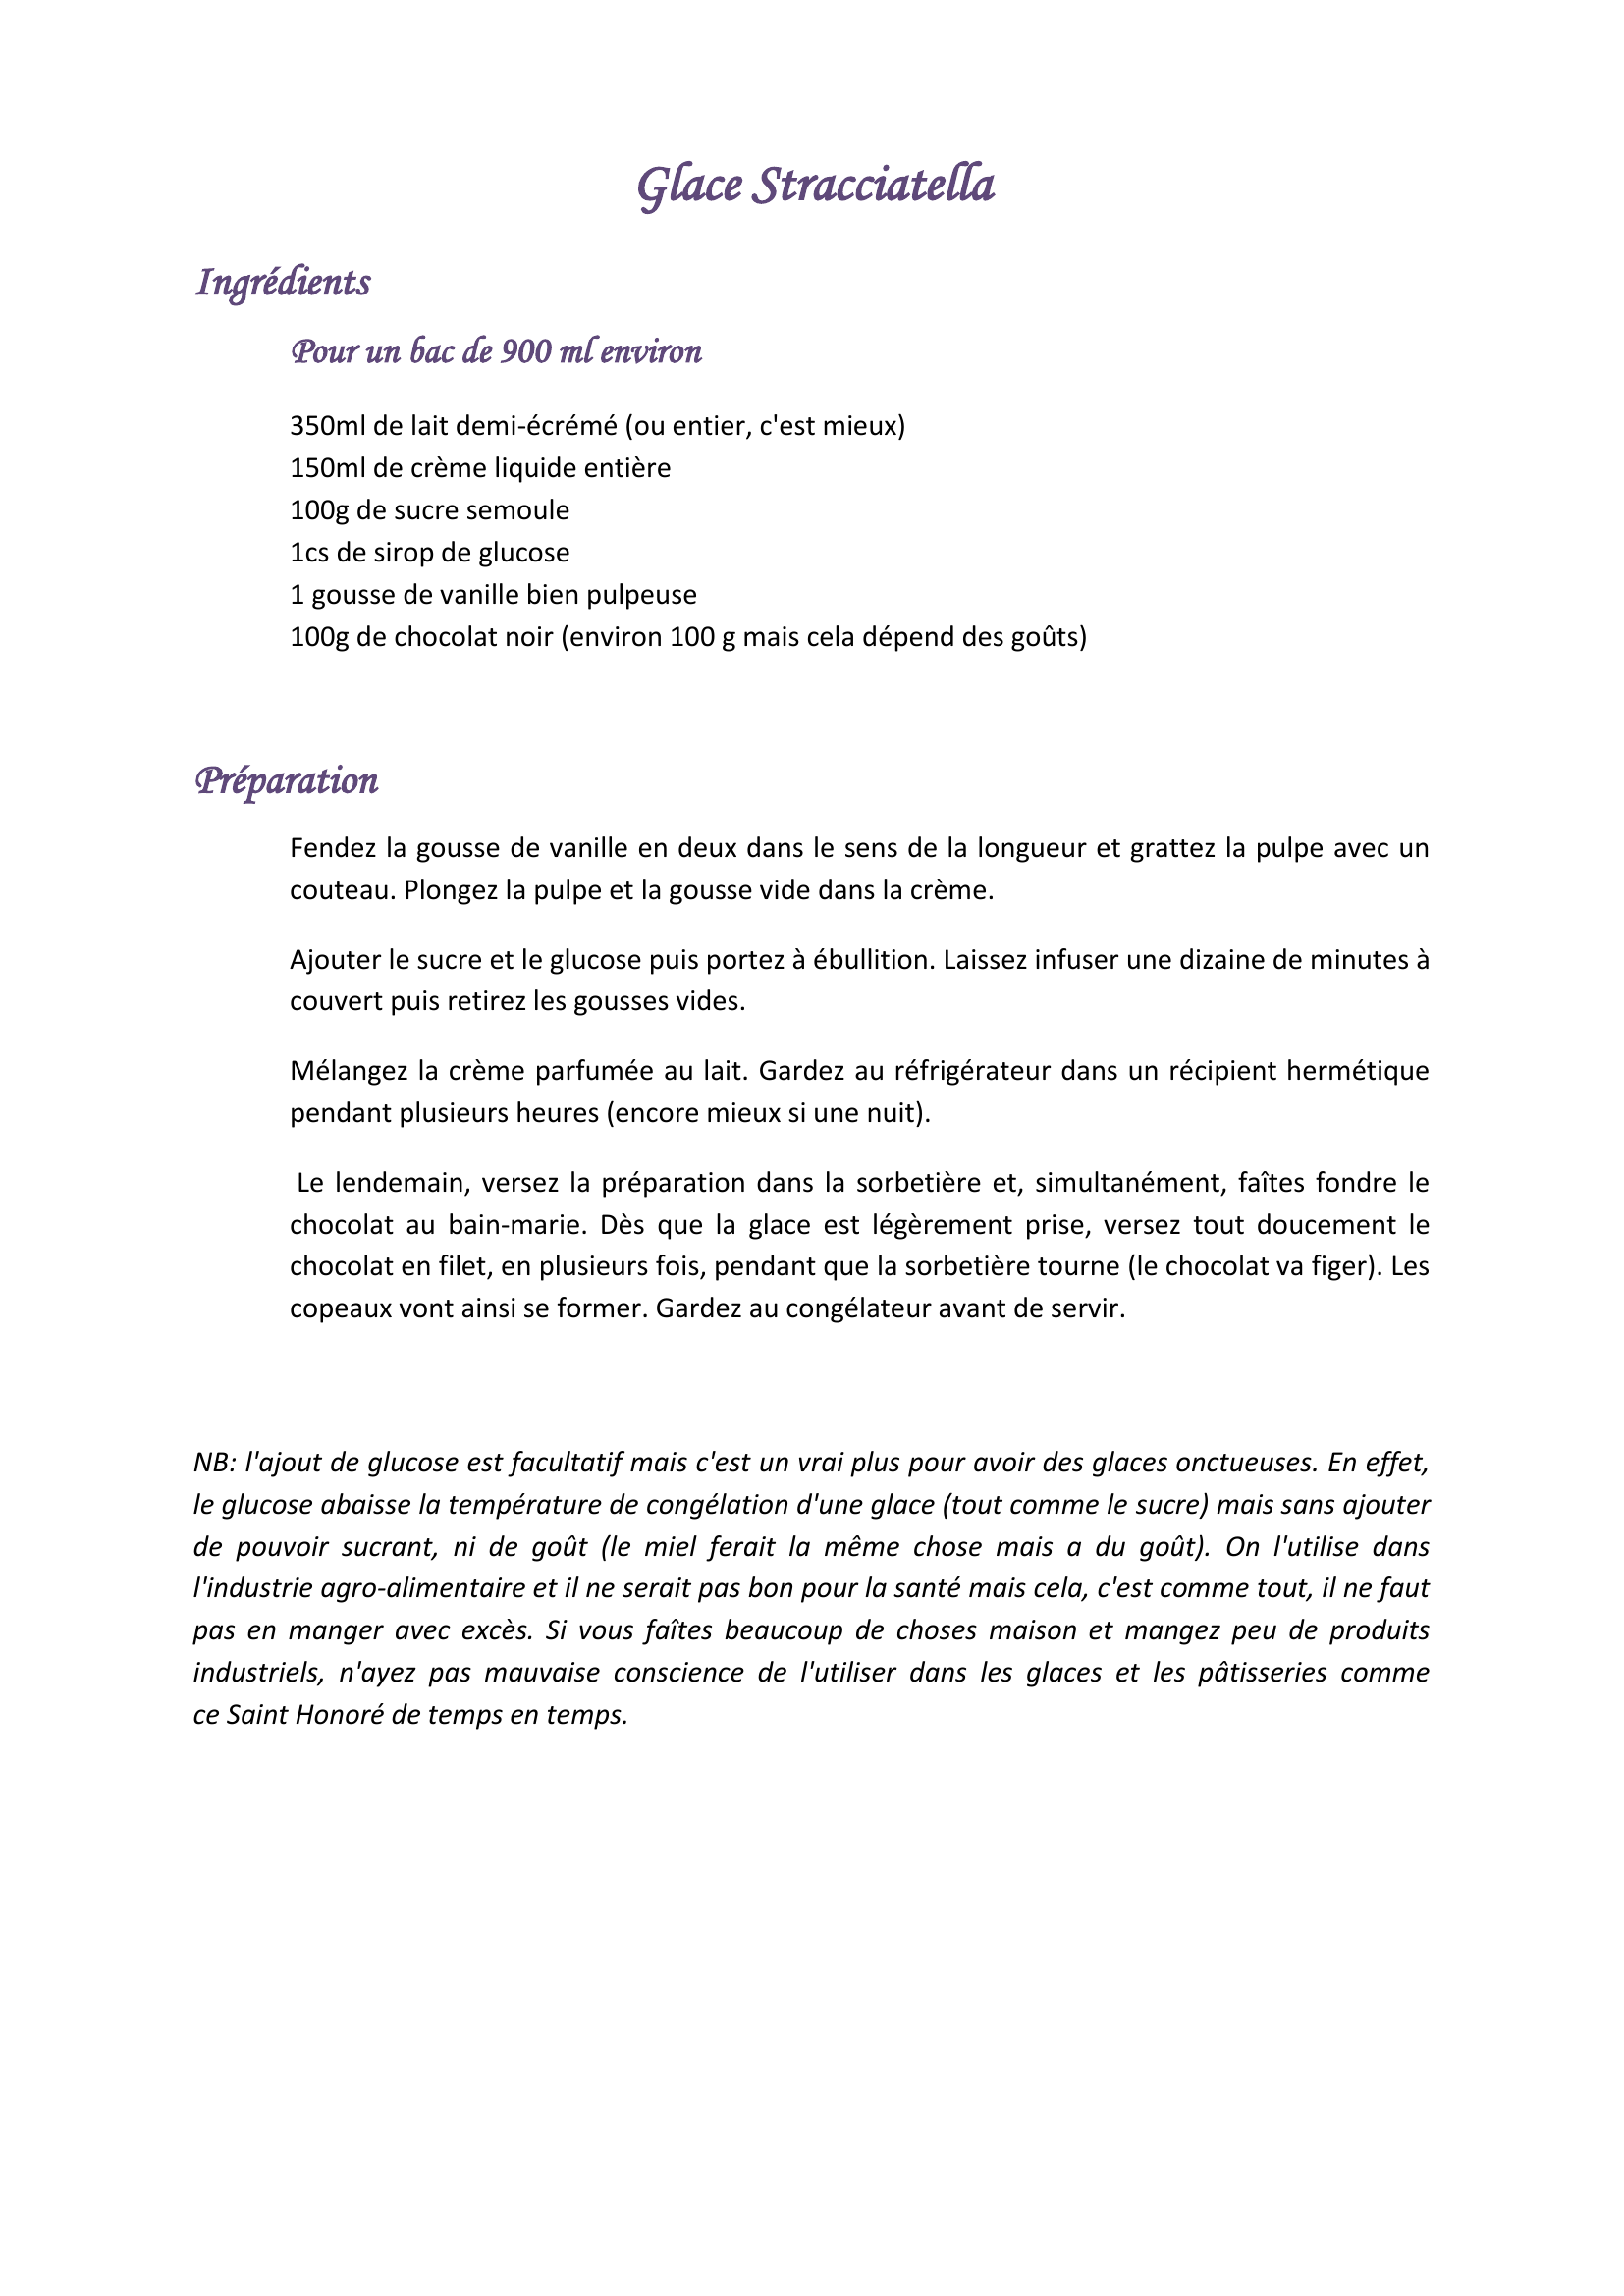 Glace Stracciatella
Ingrédients
Pour un bac de 900 ml environ
350ml de lait demi-écrémé (ou entier, c'est mieux)
150ml de crème liquide entière
100g de sucre semoule
1cs de sirop de glucose
1 gousse de vanille bien pulpeuse
100g de chocolat noir (environ 100 g mais cela dépend des goûts)
Préparation
Fendez la gousse de vanille en deux dans le sens de la longueur et grattez la pulpe avec un
couteau. Plongez la pulpe et la gousse vide dans la crème.
Ajouter le sucre et le glucose puis portez à ébullition. Laissez infuser une dizaine de minutes à
couvert puis retirez les gousses vides.
Mélangez la crème parfumée au lait. Gardez au réfrigérateur dans un récipient hermétique
pendant plusieurs heures (encore mieux si une nuit).
Le lendemain, versez la préparation dans la sorbetière et, simultanément, faîtes fondre le
chocolat au bain-marie. Dès que la glace est légèrement prise, versez tout doucement le
chocolat en filet, en plusieurs fois, pendant que la sorbetière tourne (le chocolat va figer). Les
copeaux vont ainsi se former. Gardez au congélateur avant de servir.
NB: l'ajout de glucose est facultatif mais c'est un vrai plus pour avoir des glaces onctueuses. En effet,
le glucose abaisse la température de congélation d'une glace (tout comme le sucre) mais sans ajouter
de pouvoir sucrant, ni de goût (le miel ferait la même chose mais a du goût). On l'utilise dans
l'industrie agro-alimentaire et il ne serait pas bon pour la santé mais cela, c'est comme tout, il ne faut
pas en manger avec excès. Si vous faîtes beaucoup de choses maison et mangez peu de produits
industriels, n'ayez pas mauvaise conscience de l'utiliser dans les glaces et les pâtisseries comme
ce Saint Honoré de temps en temps.